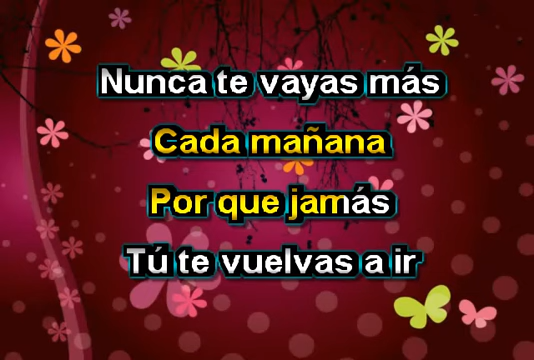 Nunca te vayas más
Cada mañana
Por que jamás
Tú te vuelvas a ir